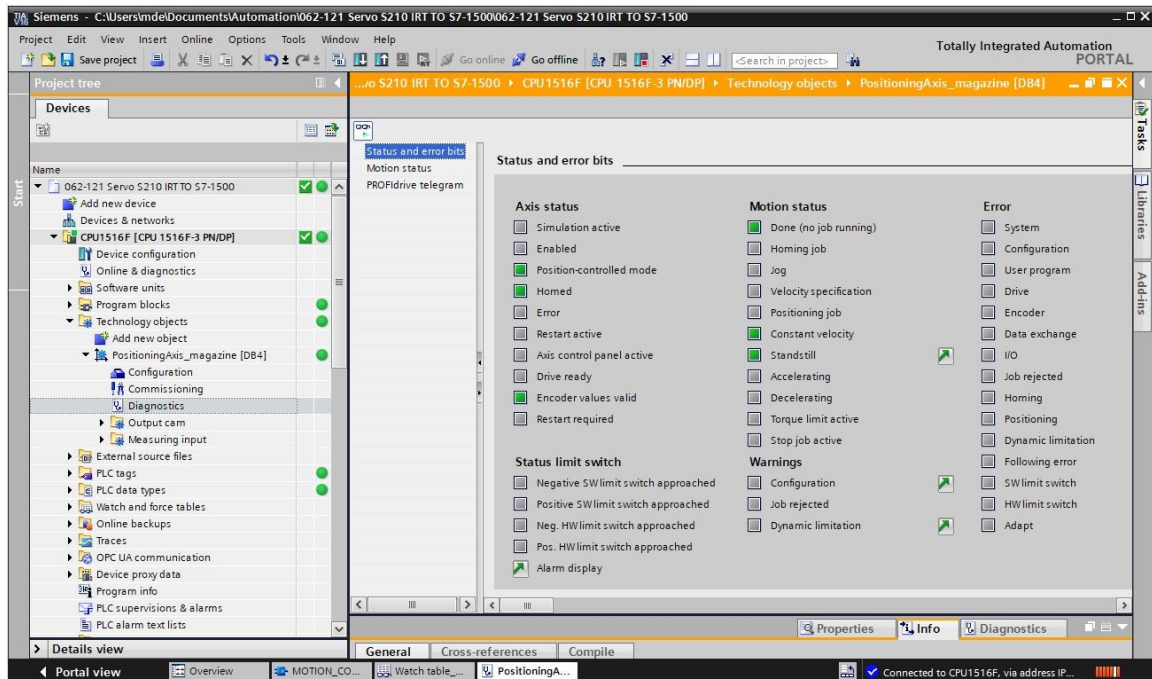 Siemens - C:\Users\mde\Documents\Automation\062-121 Servo S210 IRT TO S7-1500\062-121 Servo S210 IRT TO S7-1500
Project Edit View Insert Online Options Tools Window Help
Totally Integrated Automation
PORTAL
Save project
Go online
Go offline
<Search in project>
Project tree
...vo S210 IRT TO S7-1500 CPU1516F [CPU 1516F-3 PN/DP] Technology objects PositioningAxis_magazine [DB4]
Devices
Start
Name
062-121 Servo S210 IRT TO S7-1500
Add new device
Devices & networks
CPU1516F [CPU 1516F-3 PN/DP]
Device configuration
Online & diagnostics
Software units
Program blocks
Technology objects
Add new object
PositioningAxis_magazine [DB4]
Configuration
Commissioning
Diagnostics
Output cam
Measuring input
External source files
PLC tags
PLC data types
Watch and force tables
Online backups
Traces
OPC UA communication
Device proxy data
Program info
PLC supervisions & alarms
PLC alarm text lists
Details view
Status and error bits
Motion status
PROFIdrive telegram
Status and error bits
Axis status
Simulation active
Enabled
Position-controlled mode
Homed
Error
Restart active
Axis control panel active
Drive ready
Encoder values valid
Restart required
Status limit switch
Negative SW limit switch approached
Positive SW limit switch approached
Neg. HW limit switch approached
Pos. HW limit switch approached
Alarm display
Motion status
Done (no job running)
Homing job
Jog
Velocity specification
Positioning job
Constant velocity
Standstill
Accelerating
Decelerating
Torque limit active
Stop job active
Warnings
Configuration
Job rejected
Dynamic limitation
Error
System
Configuration
User program
Drive
Encoder
Data exchange
I/O
Job rejected
Homing
Positioning
Dynamic limitation
Following error
SW limit switch
HW limit switch
Adapt
Tasks
Libraries
Add-ins
Properties
Info
Diagnostics
General
Cross-references
Compile
Portal view
Overview
MOTION_CO...
Watch table_...
PositioningA...
Connected to CPU1516F, via address IP...